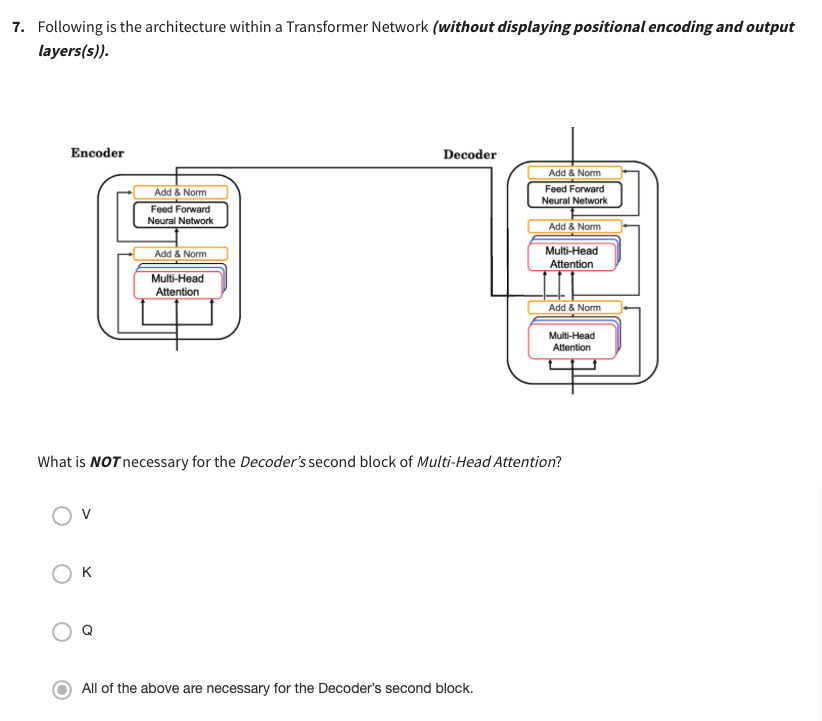 7. Following is the architecture within a Transformer Network (without displaying positional encoding and output
layers(s)).
Encoder
Add & Norm
Feed Forward
Neural Network
Add & Norm
Multi-Head
Attention
Decoder
Add & Norm
Feed Forward
Neural Network
Add & Norm
Multi-Head
Attention
Add & Norm
Multi-Head
Attention
What is NOT necessary for the Decoder's second block of Multi-Head Attention?
V
K
Q
All of the above are necessary for the Decoder's second block.